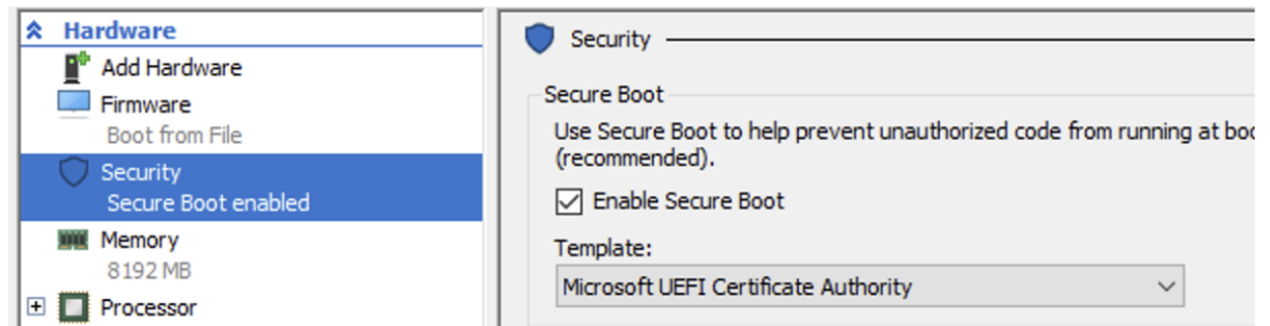 Hardware
Add Hardware
Firmware
Boot from File
Security
Secure Boot enabled
Memory
8192 MB
Processor
Security
Secure Boot
Use Secure Boot to help prevent unauthorized code from running at
(recommended).
Enable Secure Boot
Template:
Microsoft UEFI Certificate Authority